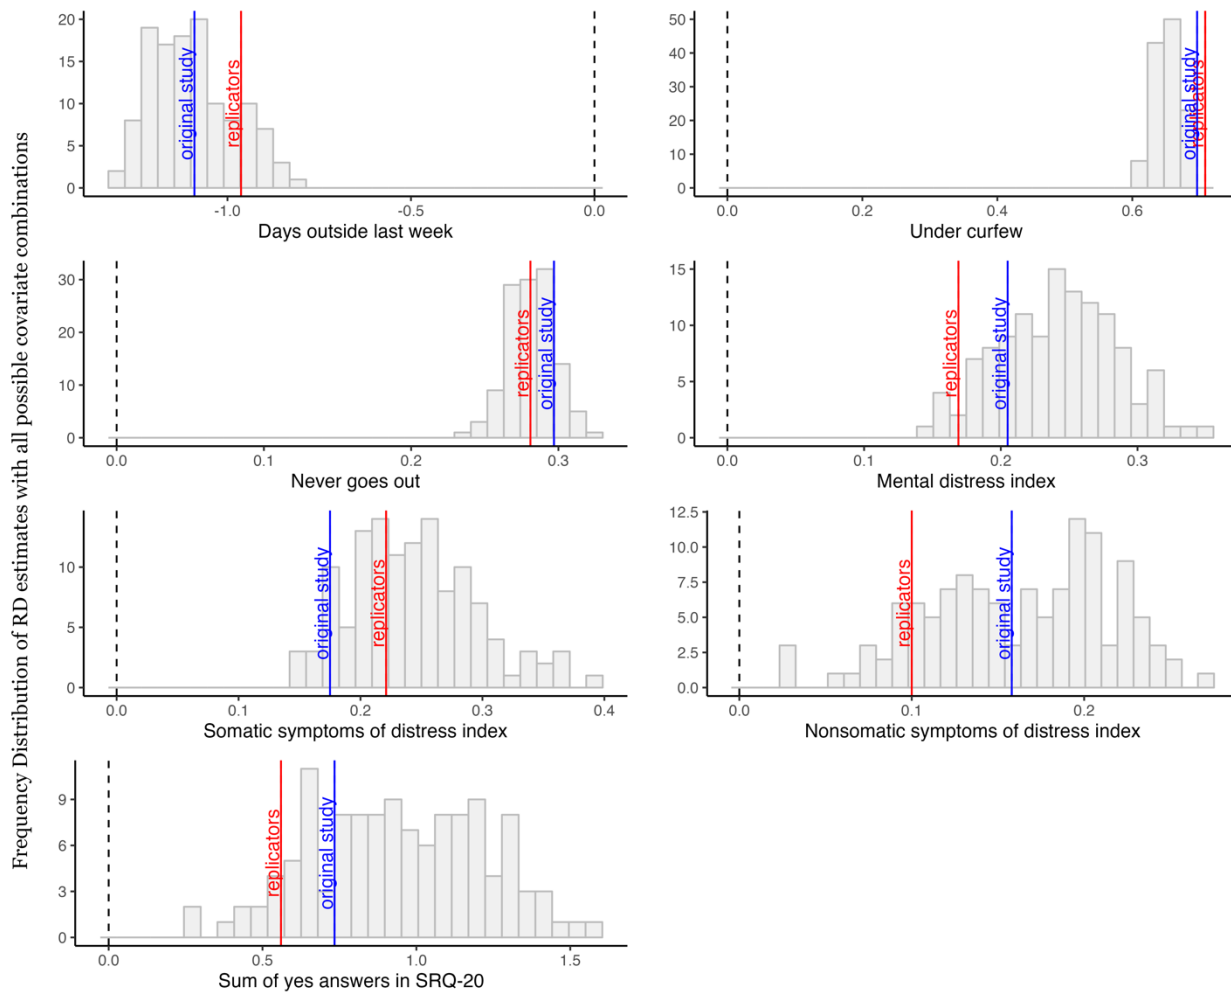 Frequency Distribution of RD estimates with all possible covariate combinations
20
15
10
5
0
original study
replicators
-1.0 -0.5 0.0
Days outside last week
50
40
30
20
10
0
original study
replicators
0.0 0.2 0.4 0.6
Under curfew
30
20
10
0
replicators
original study
0.0 0.1 0.2 0.3
Never goes out
15
10
5
0
replicators
original study
0.0 0.1 0.2 0.3
Mental distress index
10
5
0
original study
replicators
0.0 0.1 0.2 0.3 0.4
Somatic symptoms of distress index
12.5
10.0
7.5
5.0
2.5
0.0
replicators
original study
0.0 0.1 0.2
Nonsomatic symptoms of distress index
9
6
3
0
replicators
original study
0.0 0.5 1.0 1.5
Sum of yes answers in SRQ-20